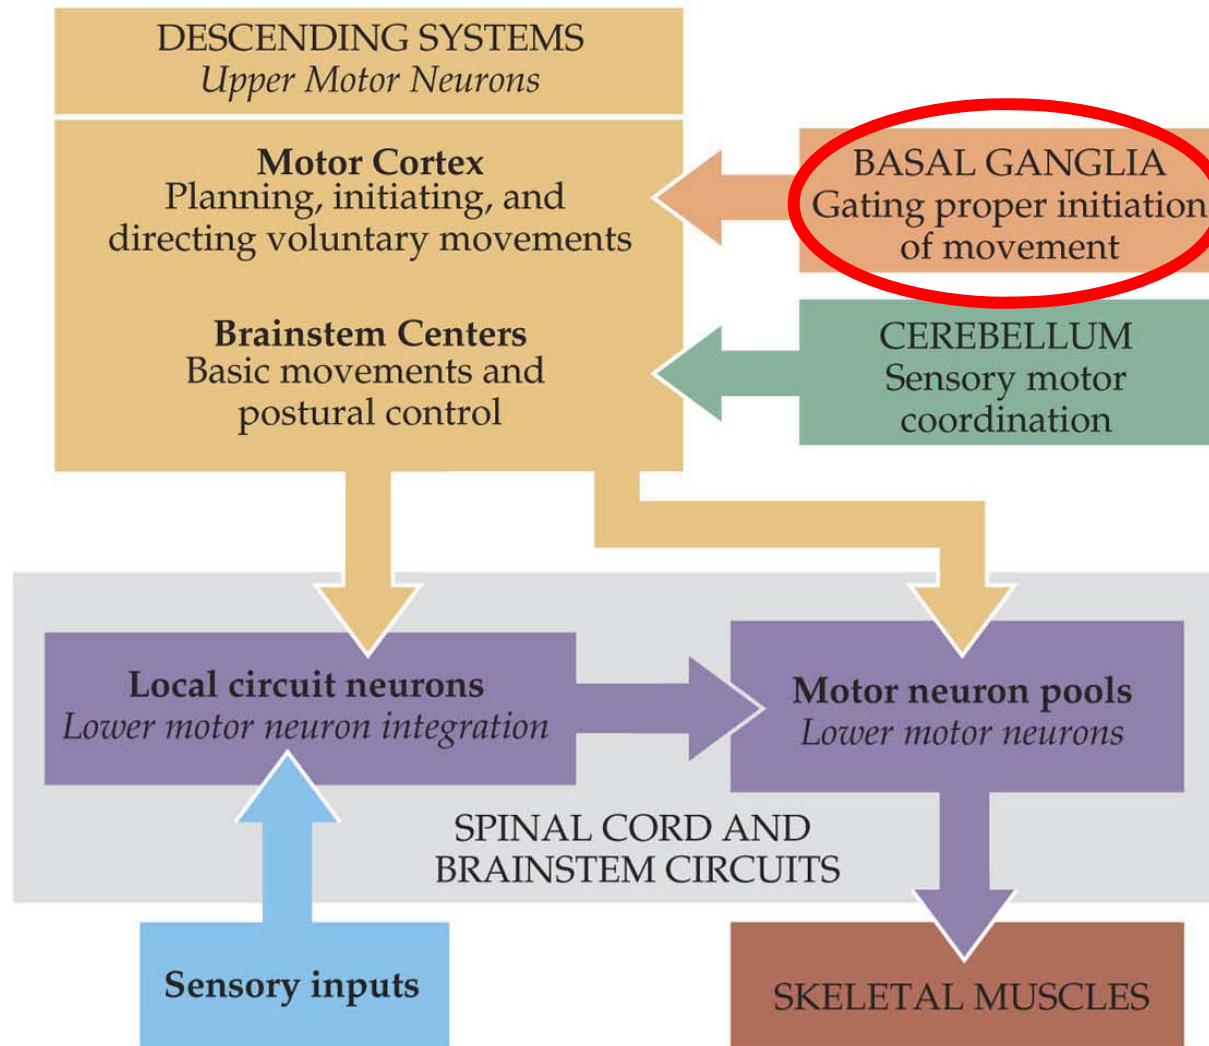 DESCENDING SYSTEMS
Upper Motor Neurons
Motor Cortex
Planning, initiating, and
directing voluntary movements
Brainstem Centers
Basic movements and
postural control
BASAL GANGLIA
Gating proper initiation
of movement
CEREBELLUM
Sensory motor
coordination
Local circuit neurons
Lower motor neuron integration
Motor neuron pools
Lower motor neurons
SPINAL CORD AND
BRAINSTEM CIRCUITS
Sensory inputs
SKELETAL MUSCLES